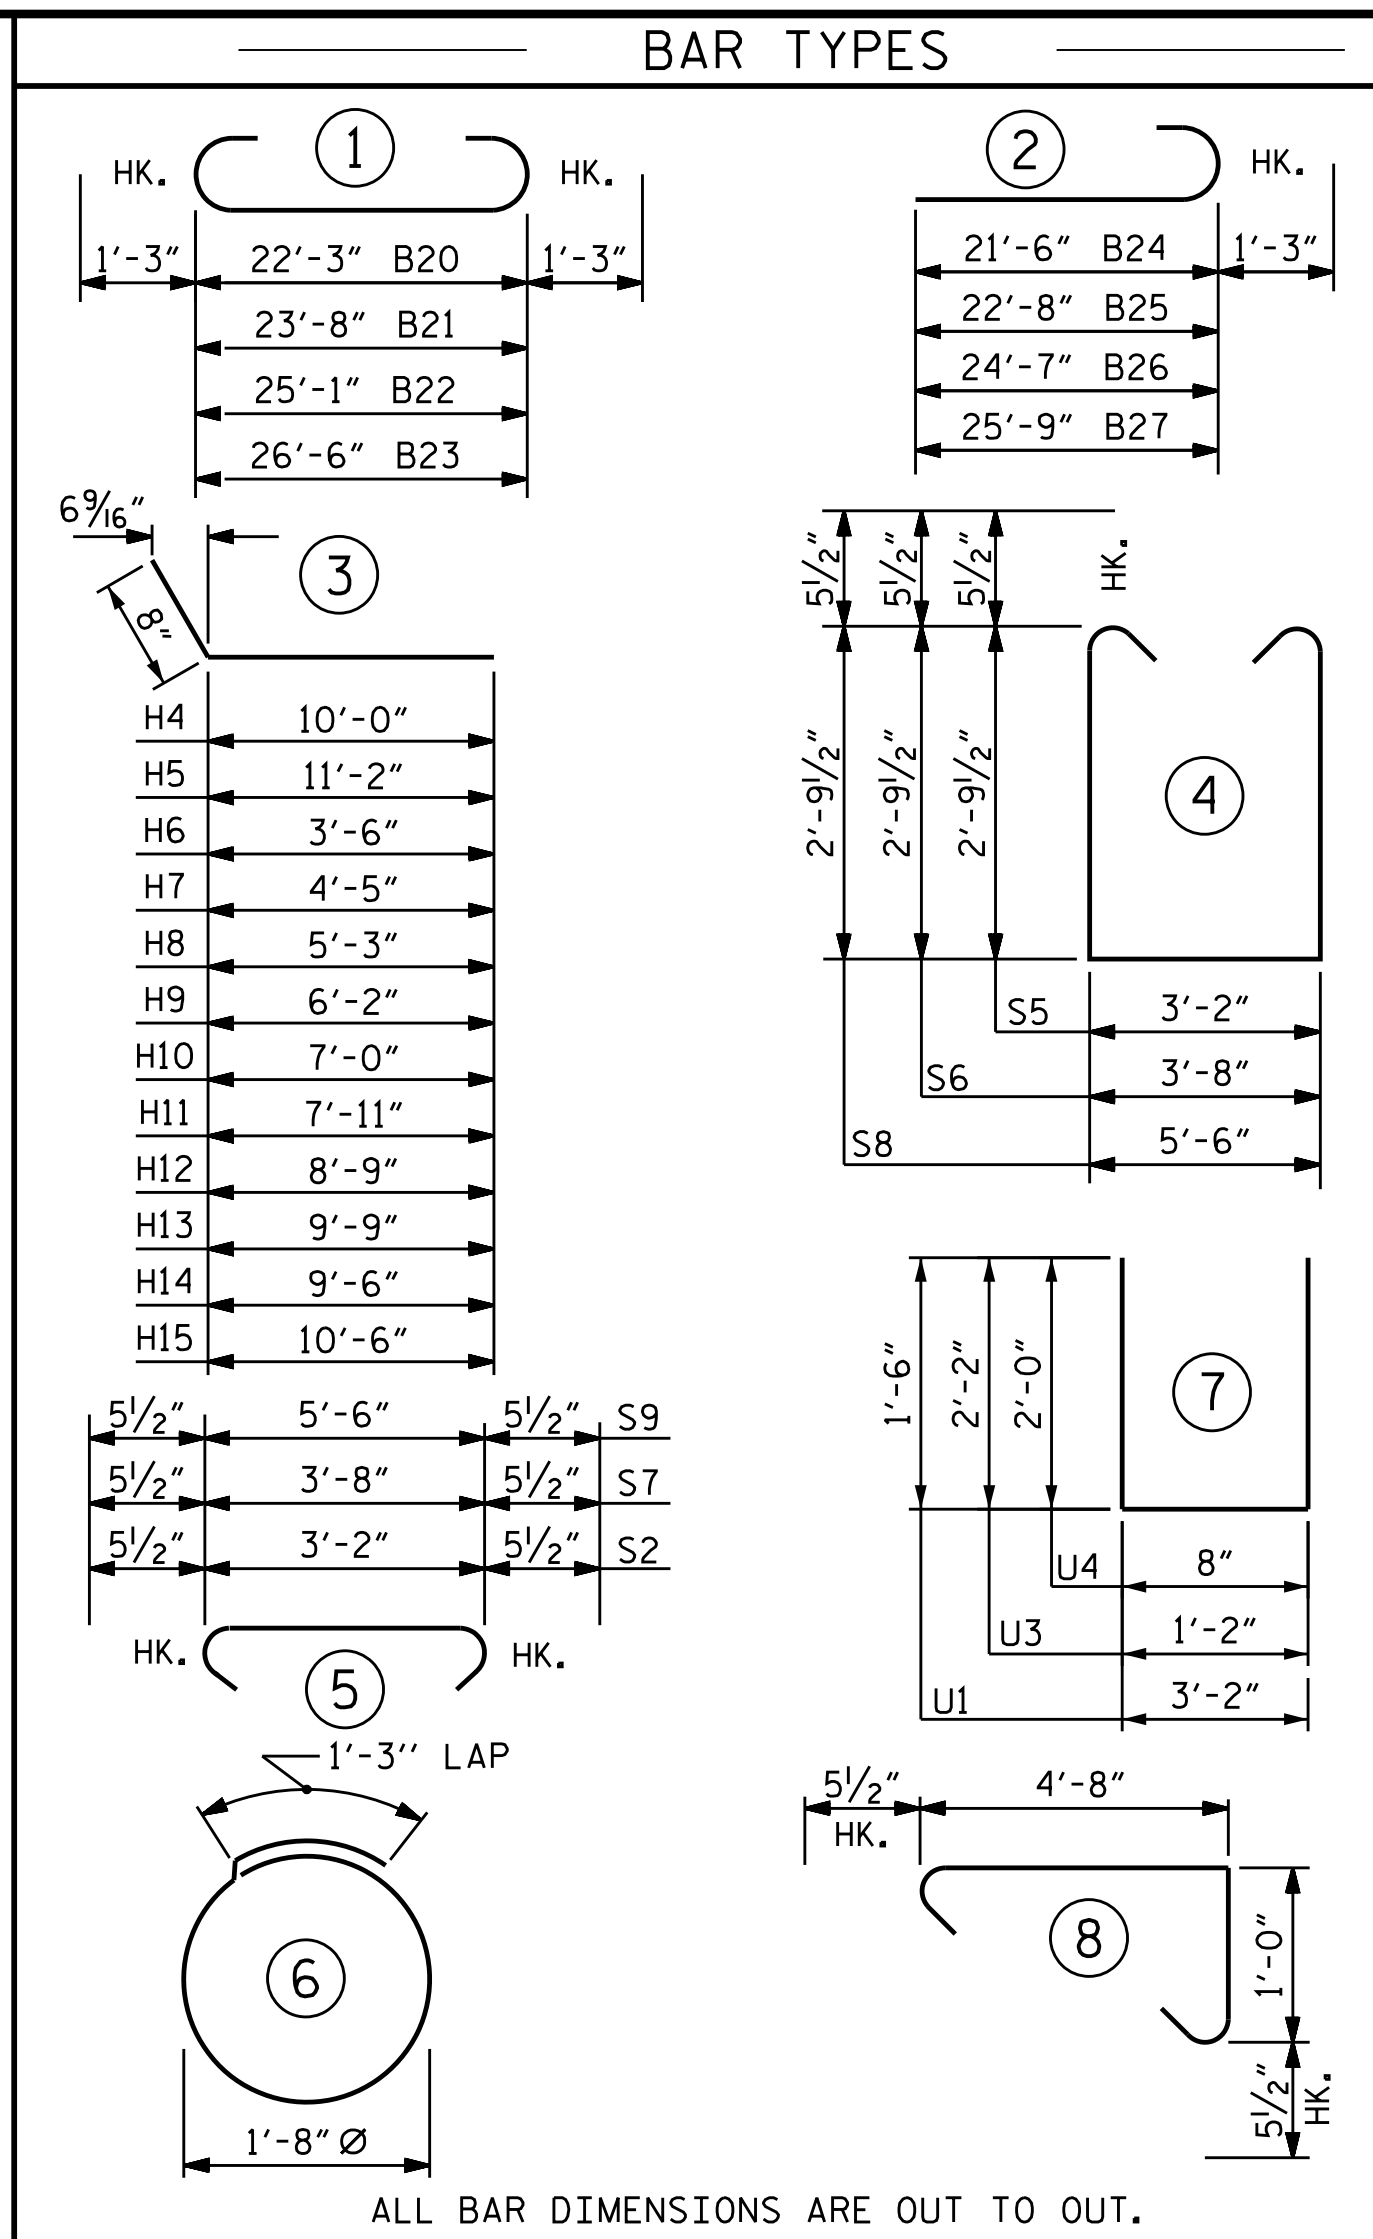 BAR TYPES
1
HK.
HK.
1'-3" 22'-3" B20 1'-3"
23'-8" B21
25'-1" B22
26'-6" B23
2
HK.
21'-6" B24 1'-3"
22'-8" B25
24'-7" B26
25'-9" B27
6 9/16"
3
8"
H4 10'-0"
H5 11'-2"
H6 3'-6"
H7 4'-5"
H8 5'-3"
H9 6'-2"
H10 7'-0"
H11 7'-11"
H12 8'-9"
H13 9'-9"
H14 9'-6"
H15 10'-6"
5 1/2" 5 1/2" 5 1/2" HK.
2'-9 1/2" 2'-9 1/2" 2'-9 1/2"
4
S5 3'-2"
S6 3'-8"
S8 5'-6"
5 1/2" 5'-6" 5 1/2" S9
5 1/2" 3'-8" 5 1/2" S7
5 1/2" 3'-2" 5 1/2" S2
HK. HK.
5
1'-6" 2'-2" 2'-0"
7
U4 8"
U3 1'-2"
U1 3'-2"
1'-3'' LAP
6
1'-8" Ø
5 1/2" 4'-8"
HK.
8
1'-0"
5 1/2" HK.
ALL BAR DIMENSIONS ARE OUT TO OUT.